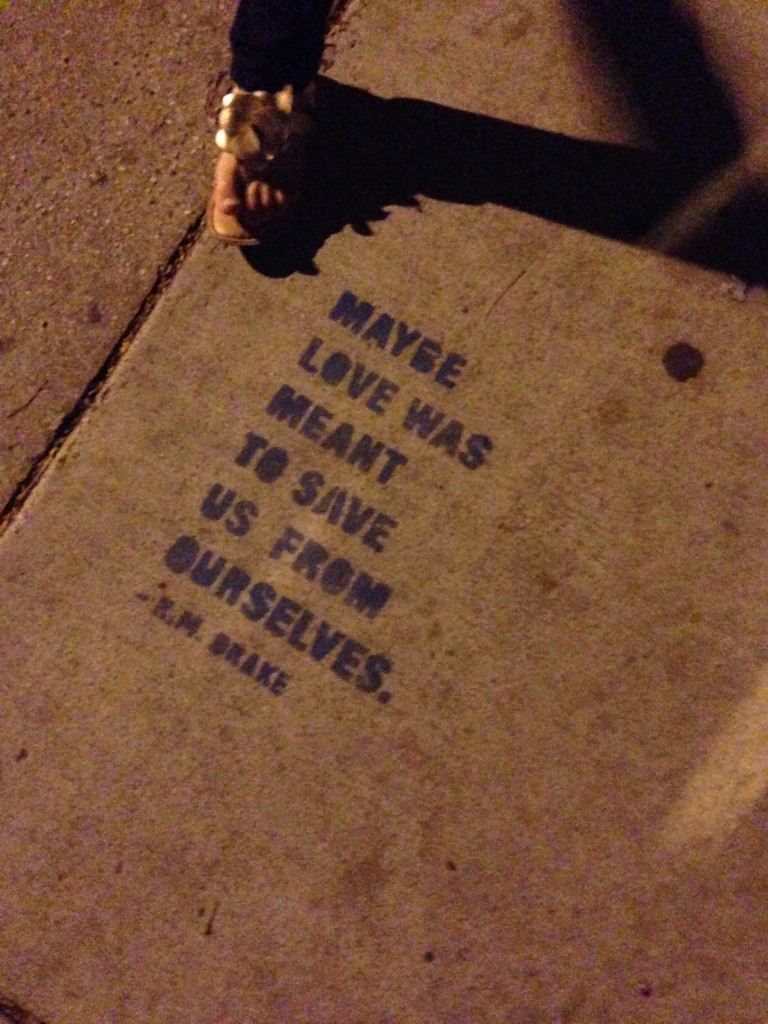 MAYBE
LOVE WAS
MEANT
TO SAVE
US FROM
OURSELVES.
- R.M. DRAKE